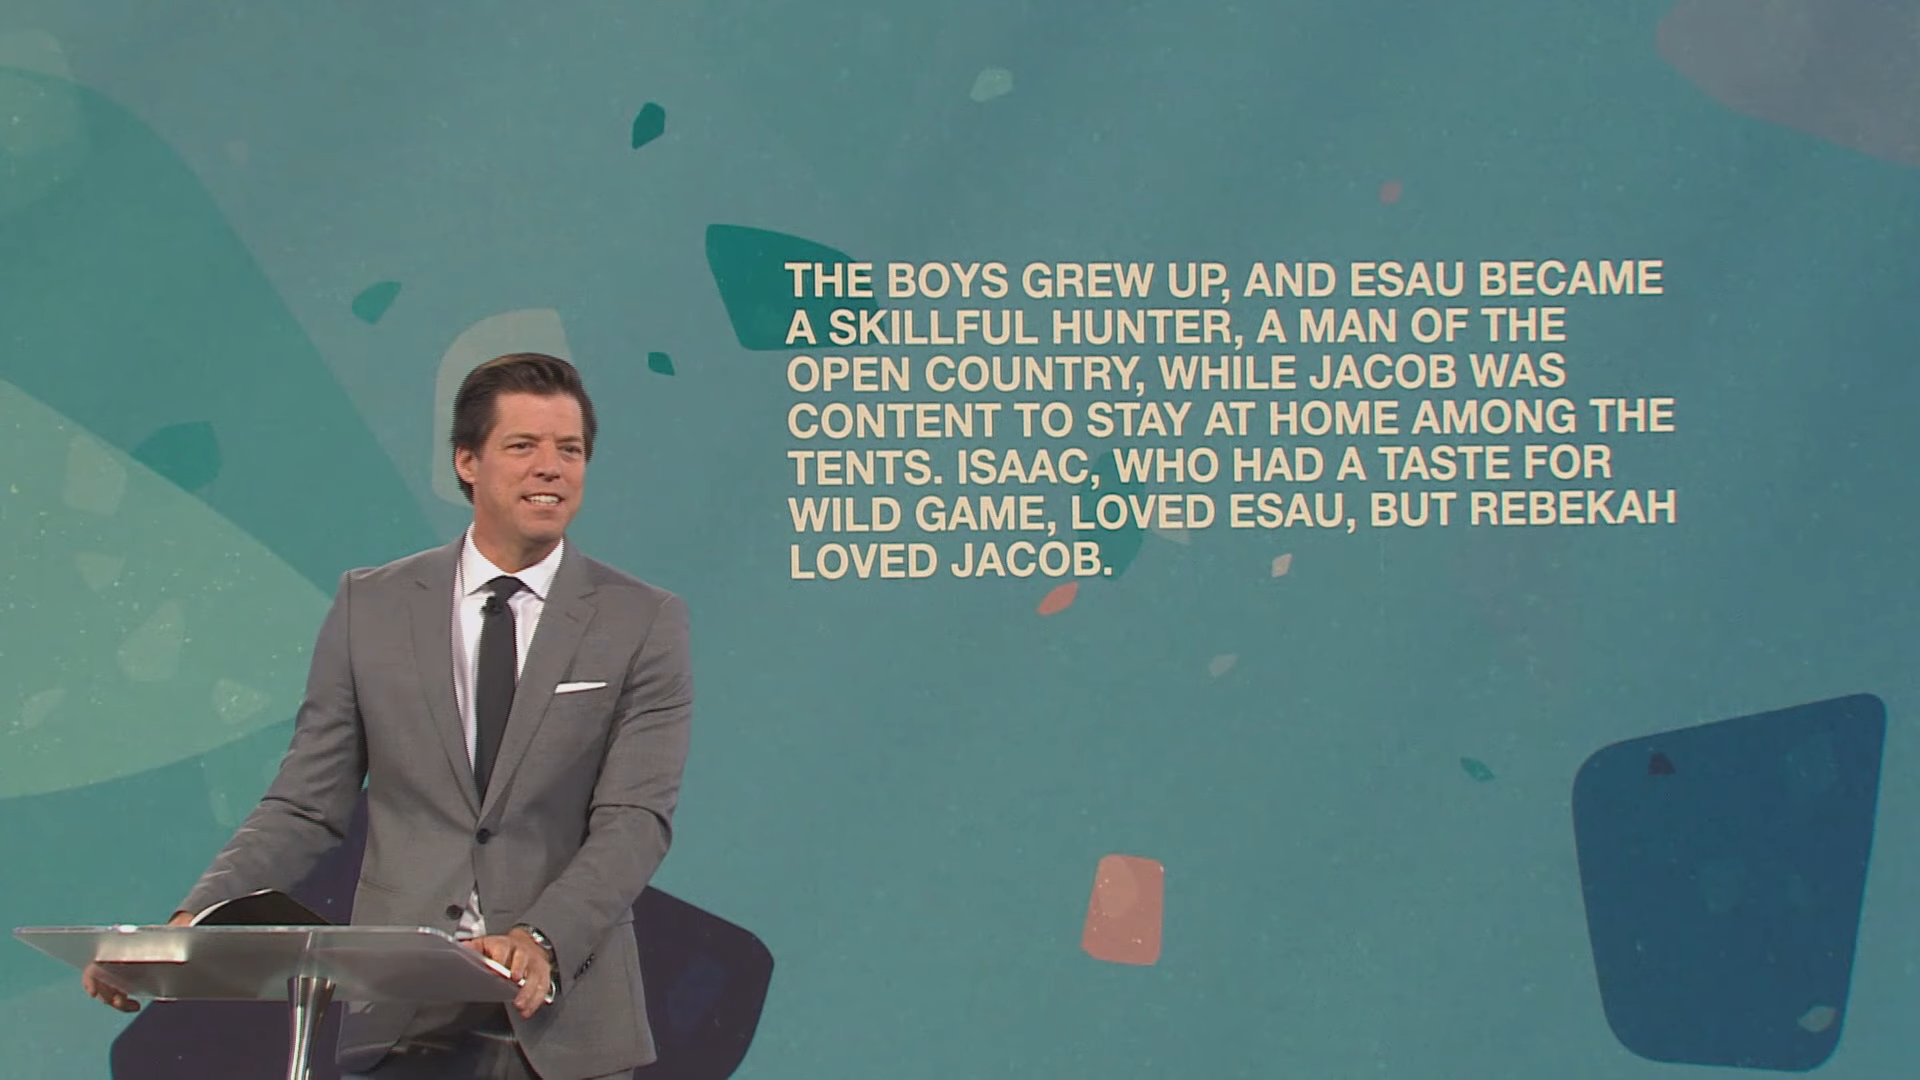 THE BOYS GREW UP, AND ESAU BECAME
A SKILLFUL HUNTER, A MAN OF THE
OPEN COUNTRY, WHILE JACOB WAS
CONTENT TO STAY AT HOME AMONG THE
TENTS. ISAAC, WHO HAD A TASTE FOR
WILD GAME, LOVED ESAU, BUT REBEKAH
LOVED JACOB.